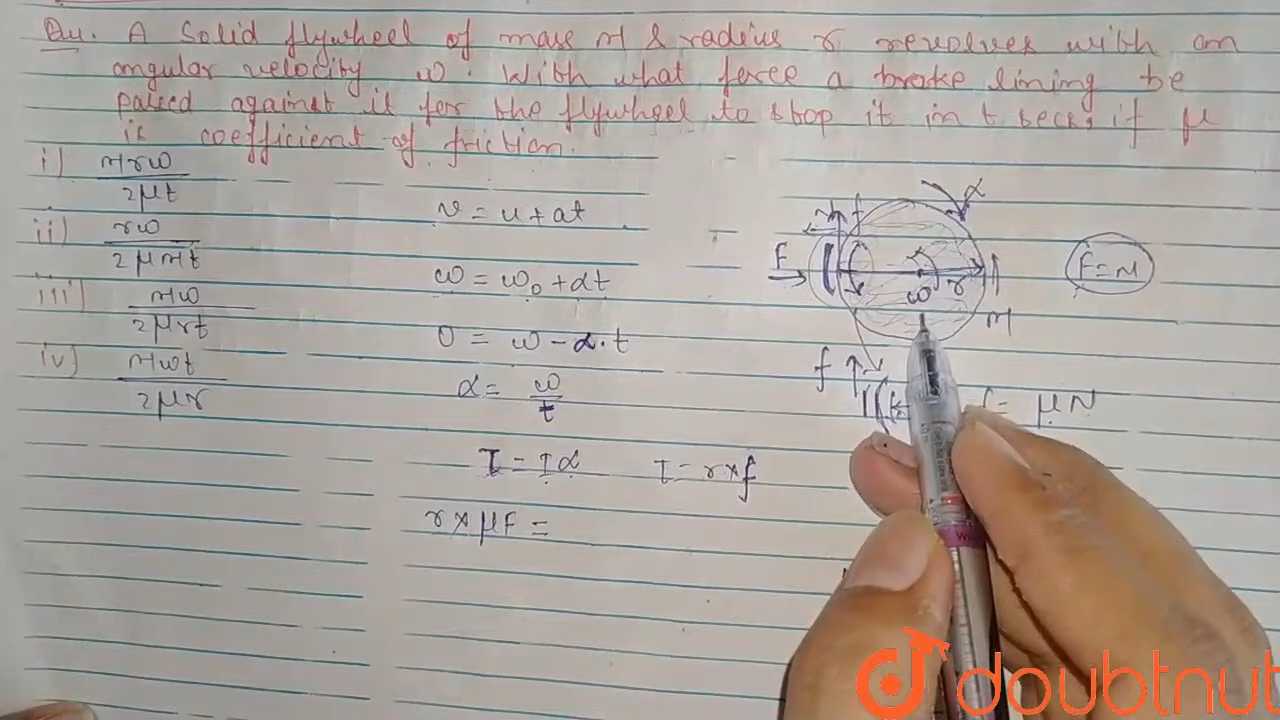 Qu. A Solid flywheel of mass M & radius r revolves with an
angular velocity ω. With what force a brake lining be
paced against it for the flywheel to stop it in t secs, if μ
is coefficient of friction.
i) Mrω/2μt
ii) rω/2μMt
iii) Mω/2μrt
iv) Mωt/2μr
v = u + at
ω = ω₀ + αt
0 = ω - α·t
α = ω/t
τ = Iα τ = r×f
r × μF =
α
f
F
ω
r
F=N
M
f
N
f = μN
doubtnut